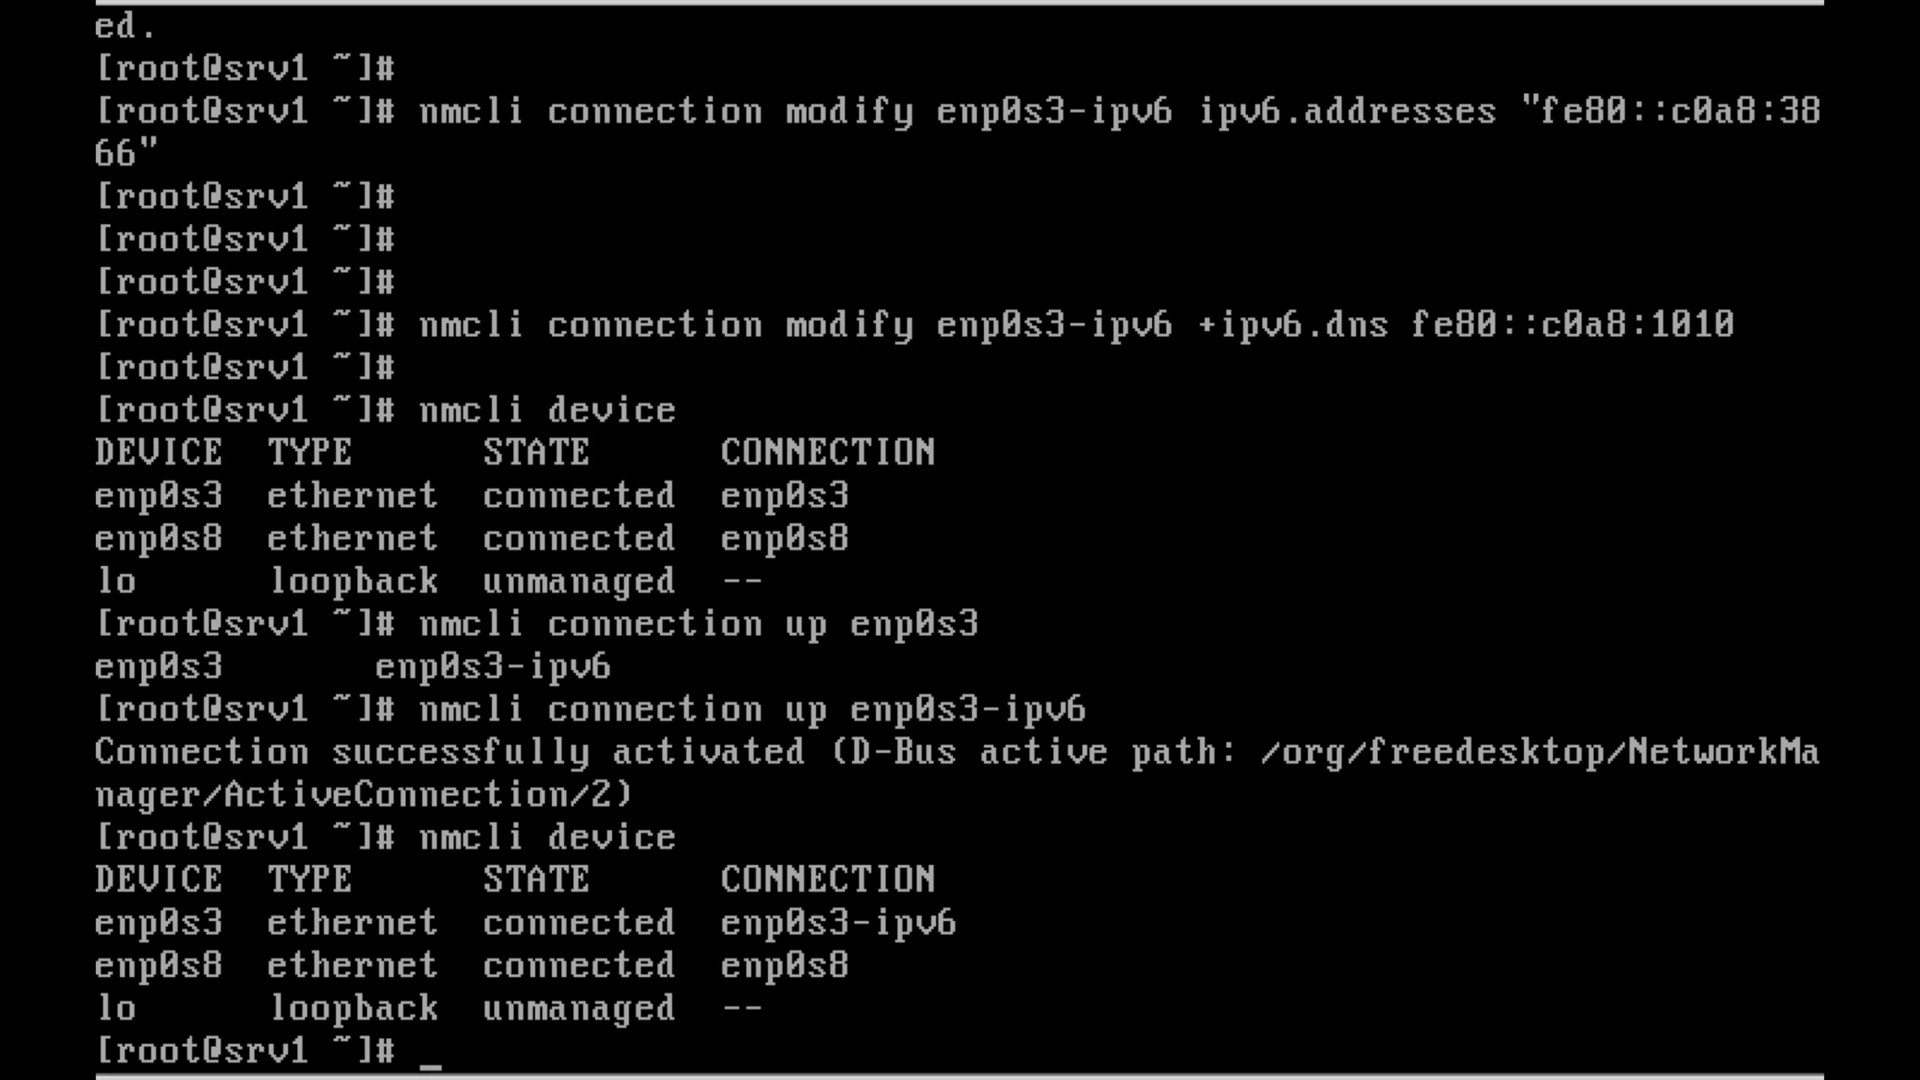 ed.
[root@srv1 ~]#
[root@srv1 ~]# nmcli connection modify enp0s3-ipv6 ipv6.addresses "fe80::c0a8:38
66"
[root@srv1 ~]#
[root@srv1 ~]#
[root@srv1 ~]#
[root@srv1 ~]# nmcli connection modify enp0s3-ipv6 +ipv6.dns fe80::c0a8:1010
[root@srv1 ~]#
[root@srv1 ~]# nmcli device
DEVICE  TYPE      STATE      CONNECTION
enp0s3  ethernet  connected  enp0s3
enp0s8  ethernet  connected  enp0s8
lo      loopback  unmanaged  --
[root@srv1 ~]# nmcli connection up enp0s3
enp0s3       enp0s3-ipv6
[root@srv1 ~]# nmcli connection up enp0s3-ipv6
Connection successfully activated (D-Bus active path: /org/freedesktop/NetworkMa
nager/ActiveConnection/2)
[root@srv1 ~]# nmcli device
DEVICE  TYPE      STATE      CONNECTION
enp0s3  ethernet  connected  enp0s3-ipv6
enp0s8  ethernet  connected  enp0s8
lo      loopback  unmanaged  --
[root@srv1 ~]# _